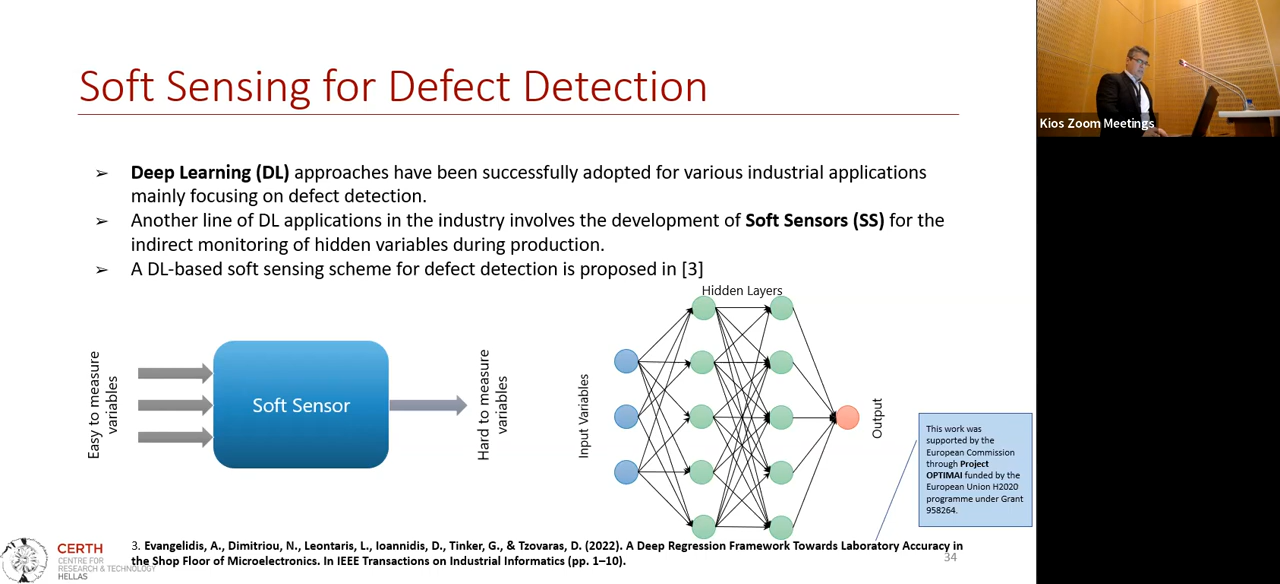 Soft Sensing for Defect Detection
Kios Zoom Meetings
➢ Deep Learning (DL) approaches have been successfully adopted for various industrial applications
mainly focusing on defect detection.
➢ Another line of DL applications in the industry involves the development of Soft Sensors (SS) for the
indirect monitoring of hidden variables during production.
➢ A DL-based soft sensing scheme for defect detection is proposed in [3]
Easy to measure
variables
Soft Sensor
Hard to measure
variables
Hidden Layers
Input Variables
Output
This work was
supported by the
European Commission
through Project
OPTIMAI funded by the
European Union H2020
programme under Grant
958264.
3. Evangelidis, A., Dimitriou, N., Leontaris, L., Ioannidis, D., Tinker, G., & Tzovaras, D. (2022). A Deep Regression Framework Towards Laboratory Accuracy in
the Shop Floor of Microelectronics. In IEEE Transactions on Industrial Informatics (pp. 1–10).
34
CERTH
CENTRE FOR
RESEARCH & TECHNOLOGY
HELLAS